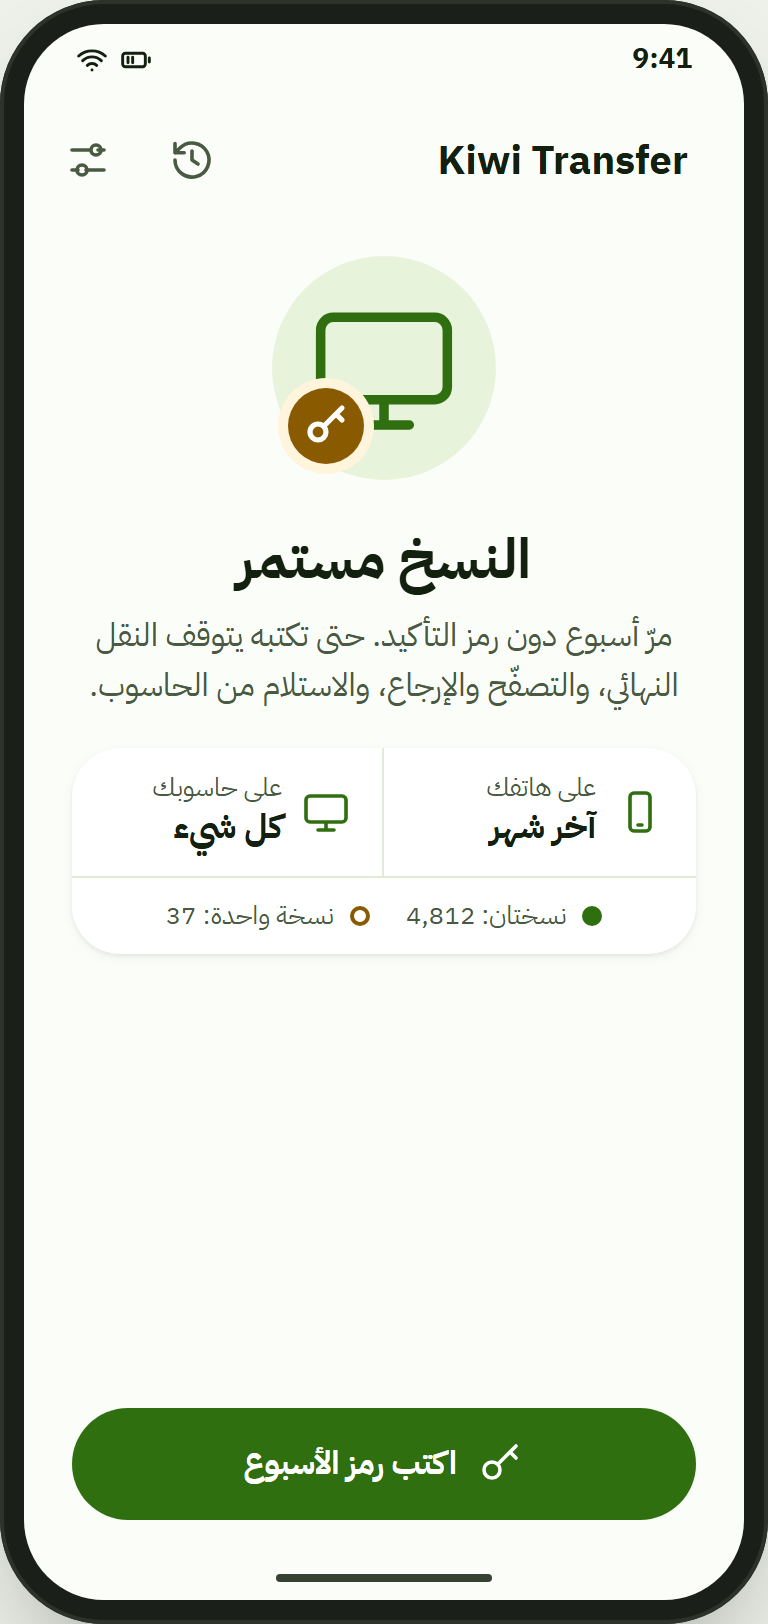 9:41
Kiwi Transfer
النسخ مستمر
مرّ أسبوع دون رمز التأكيد. حتى تكتبه يتوقف النقل
النهائي، والتصفّح والإرجاع، والاستلام من الحاسوب.
على هاتفك
آخر شهر
على حاسوبك
كل شيء
نسختان: 4,812
نسخة واحدة: 37
اكتب رمز الأسبوع